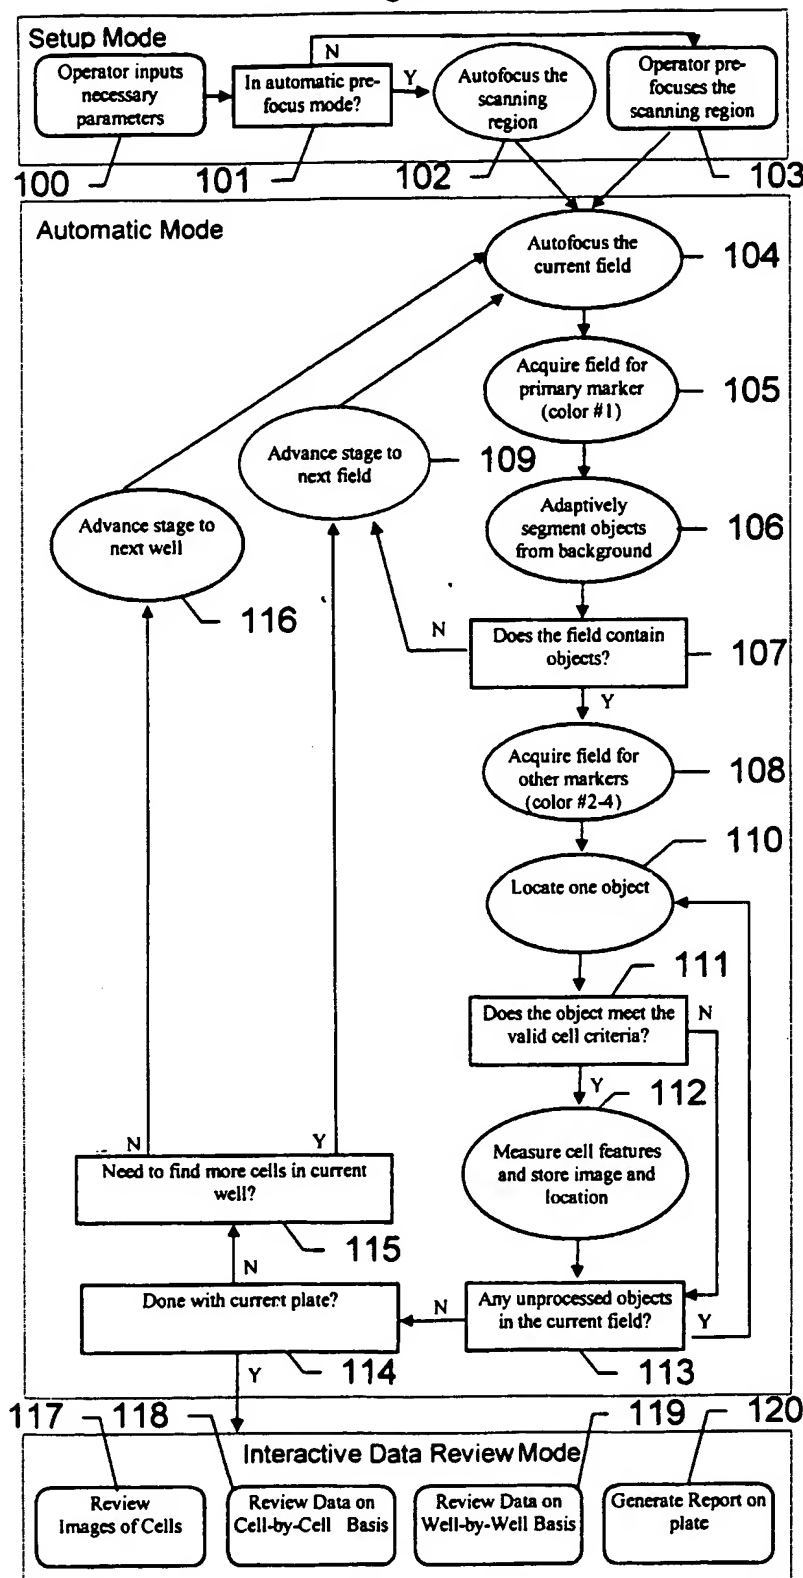 Setup Mode
N
Operator inputs
necessary
parameters
In automatic pre-
focus mode?
Y
Autofocus the
scanning
region
Operator pre-
focuses the
scanning region
100
101
102
103
Automatic Mode
Autofocus the
current field
104
Acquire field for
primary marker
(color #1)
105
Advance stage to
next field
109
Advance stage to
next well
116
Adaptively
segment objects
from background
106
N
Does the field contain
objects?
107
Y
Acquire field for
other markers
(color #2-4)
108
110
Locate one object
111
Does the object meet the
valid cell criteria?
N
Y
112
Measure cell features
and store image and
location
N
Y
Need to find more cells in current
well?
115
N
Done with current plate?
N
Any unprocessed objects
in the current field?
Y
114
113
Y
117
118
119
120
Interactive Data Review Mode
Review
Images of Cells
Review Data on
Cell-by-Cell Basis
Review Data on
Well-by-Well Basis
Generate Report on
plate